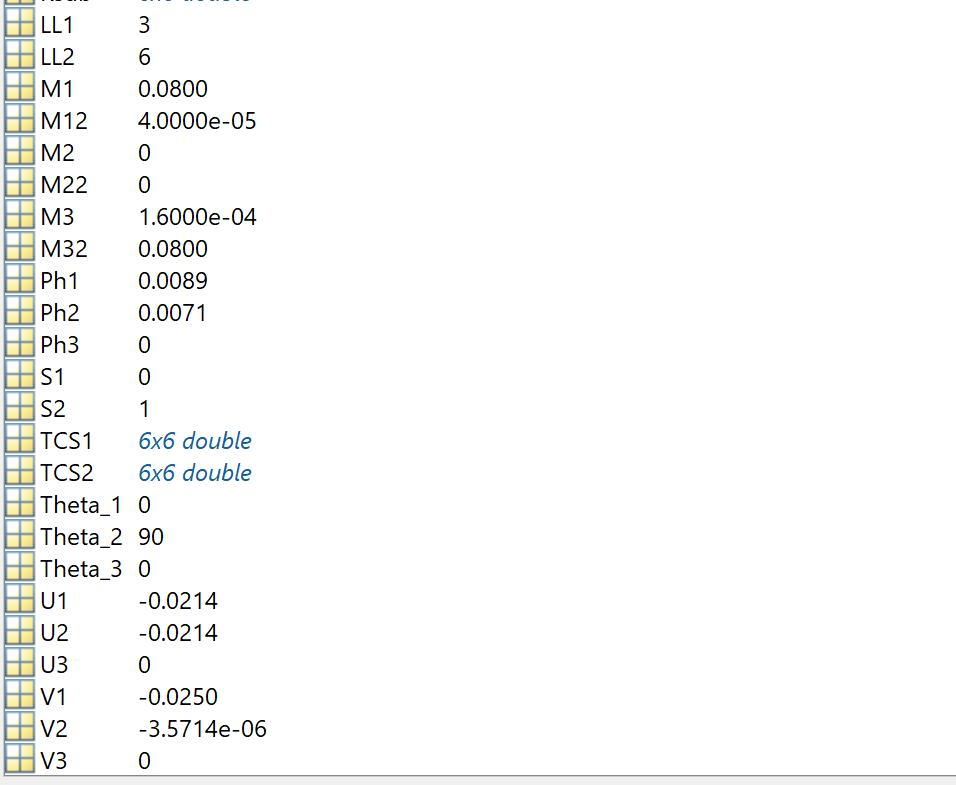 LL1 3
LL2 6
M1 0.0800
M12 4.0000e-05
M2 0
M22 0
M3 1.6000e-04
M32 0.0800
Ph1 0.0089
Ph2 0.0071
Ph3 0
S1 0
S2 1
TCS1 6x6 double
TCS2 6x6 double
Theta_1 0
Theta_2 90
Theta_3 0
U1 -0.0214
U2 -0.0214
U3 0
V1 -0.0250
V2 -3.5714e-06
V3 0